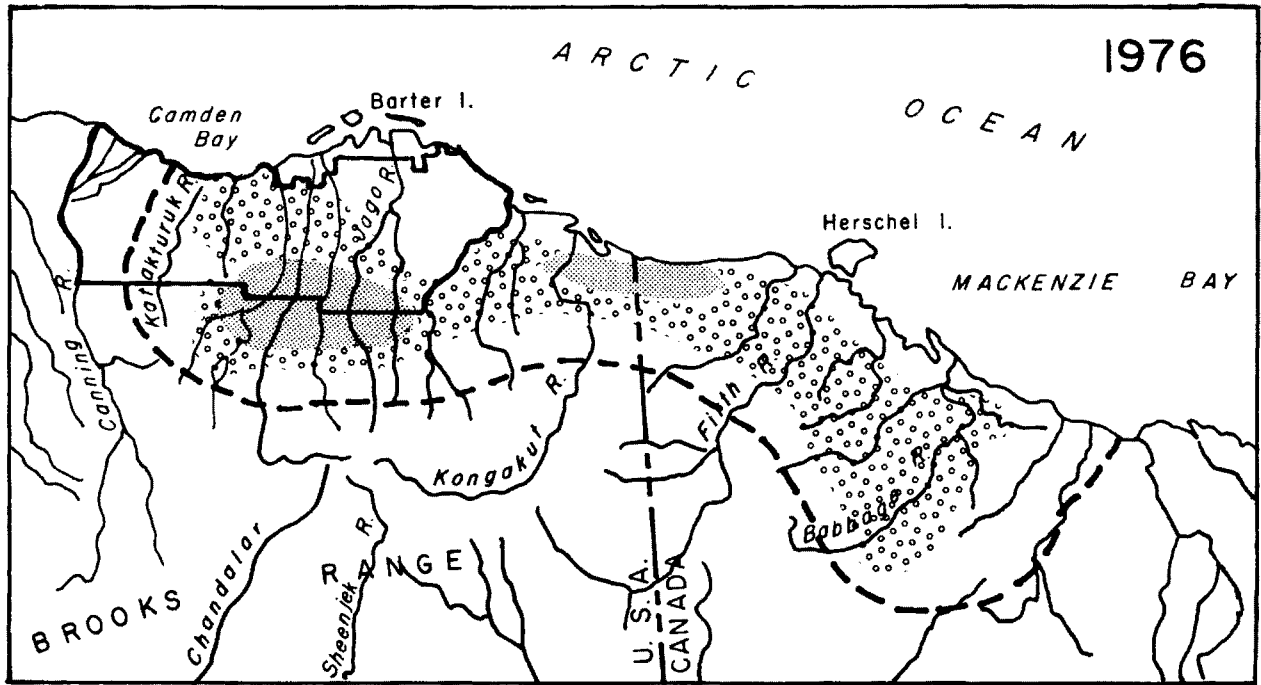 1976
ARCTIC
OCEAN
Camden
Bay
Barter I.
Herschel I.
MACKENZIE BAY
Katakturuk R.
Jago R.
Canning R.
Firth R.
Kongakut R.
Babbage R.
Chandalar
Sheenjek R.
BROOKS
RANGE
U. S. A.
CANADA